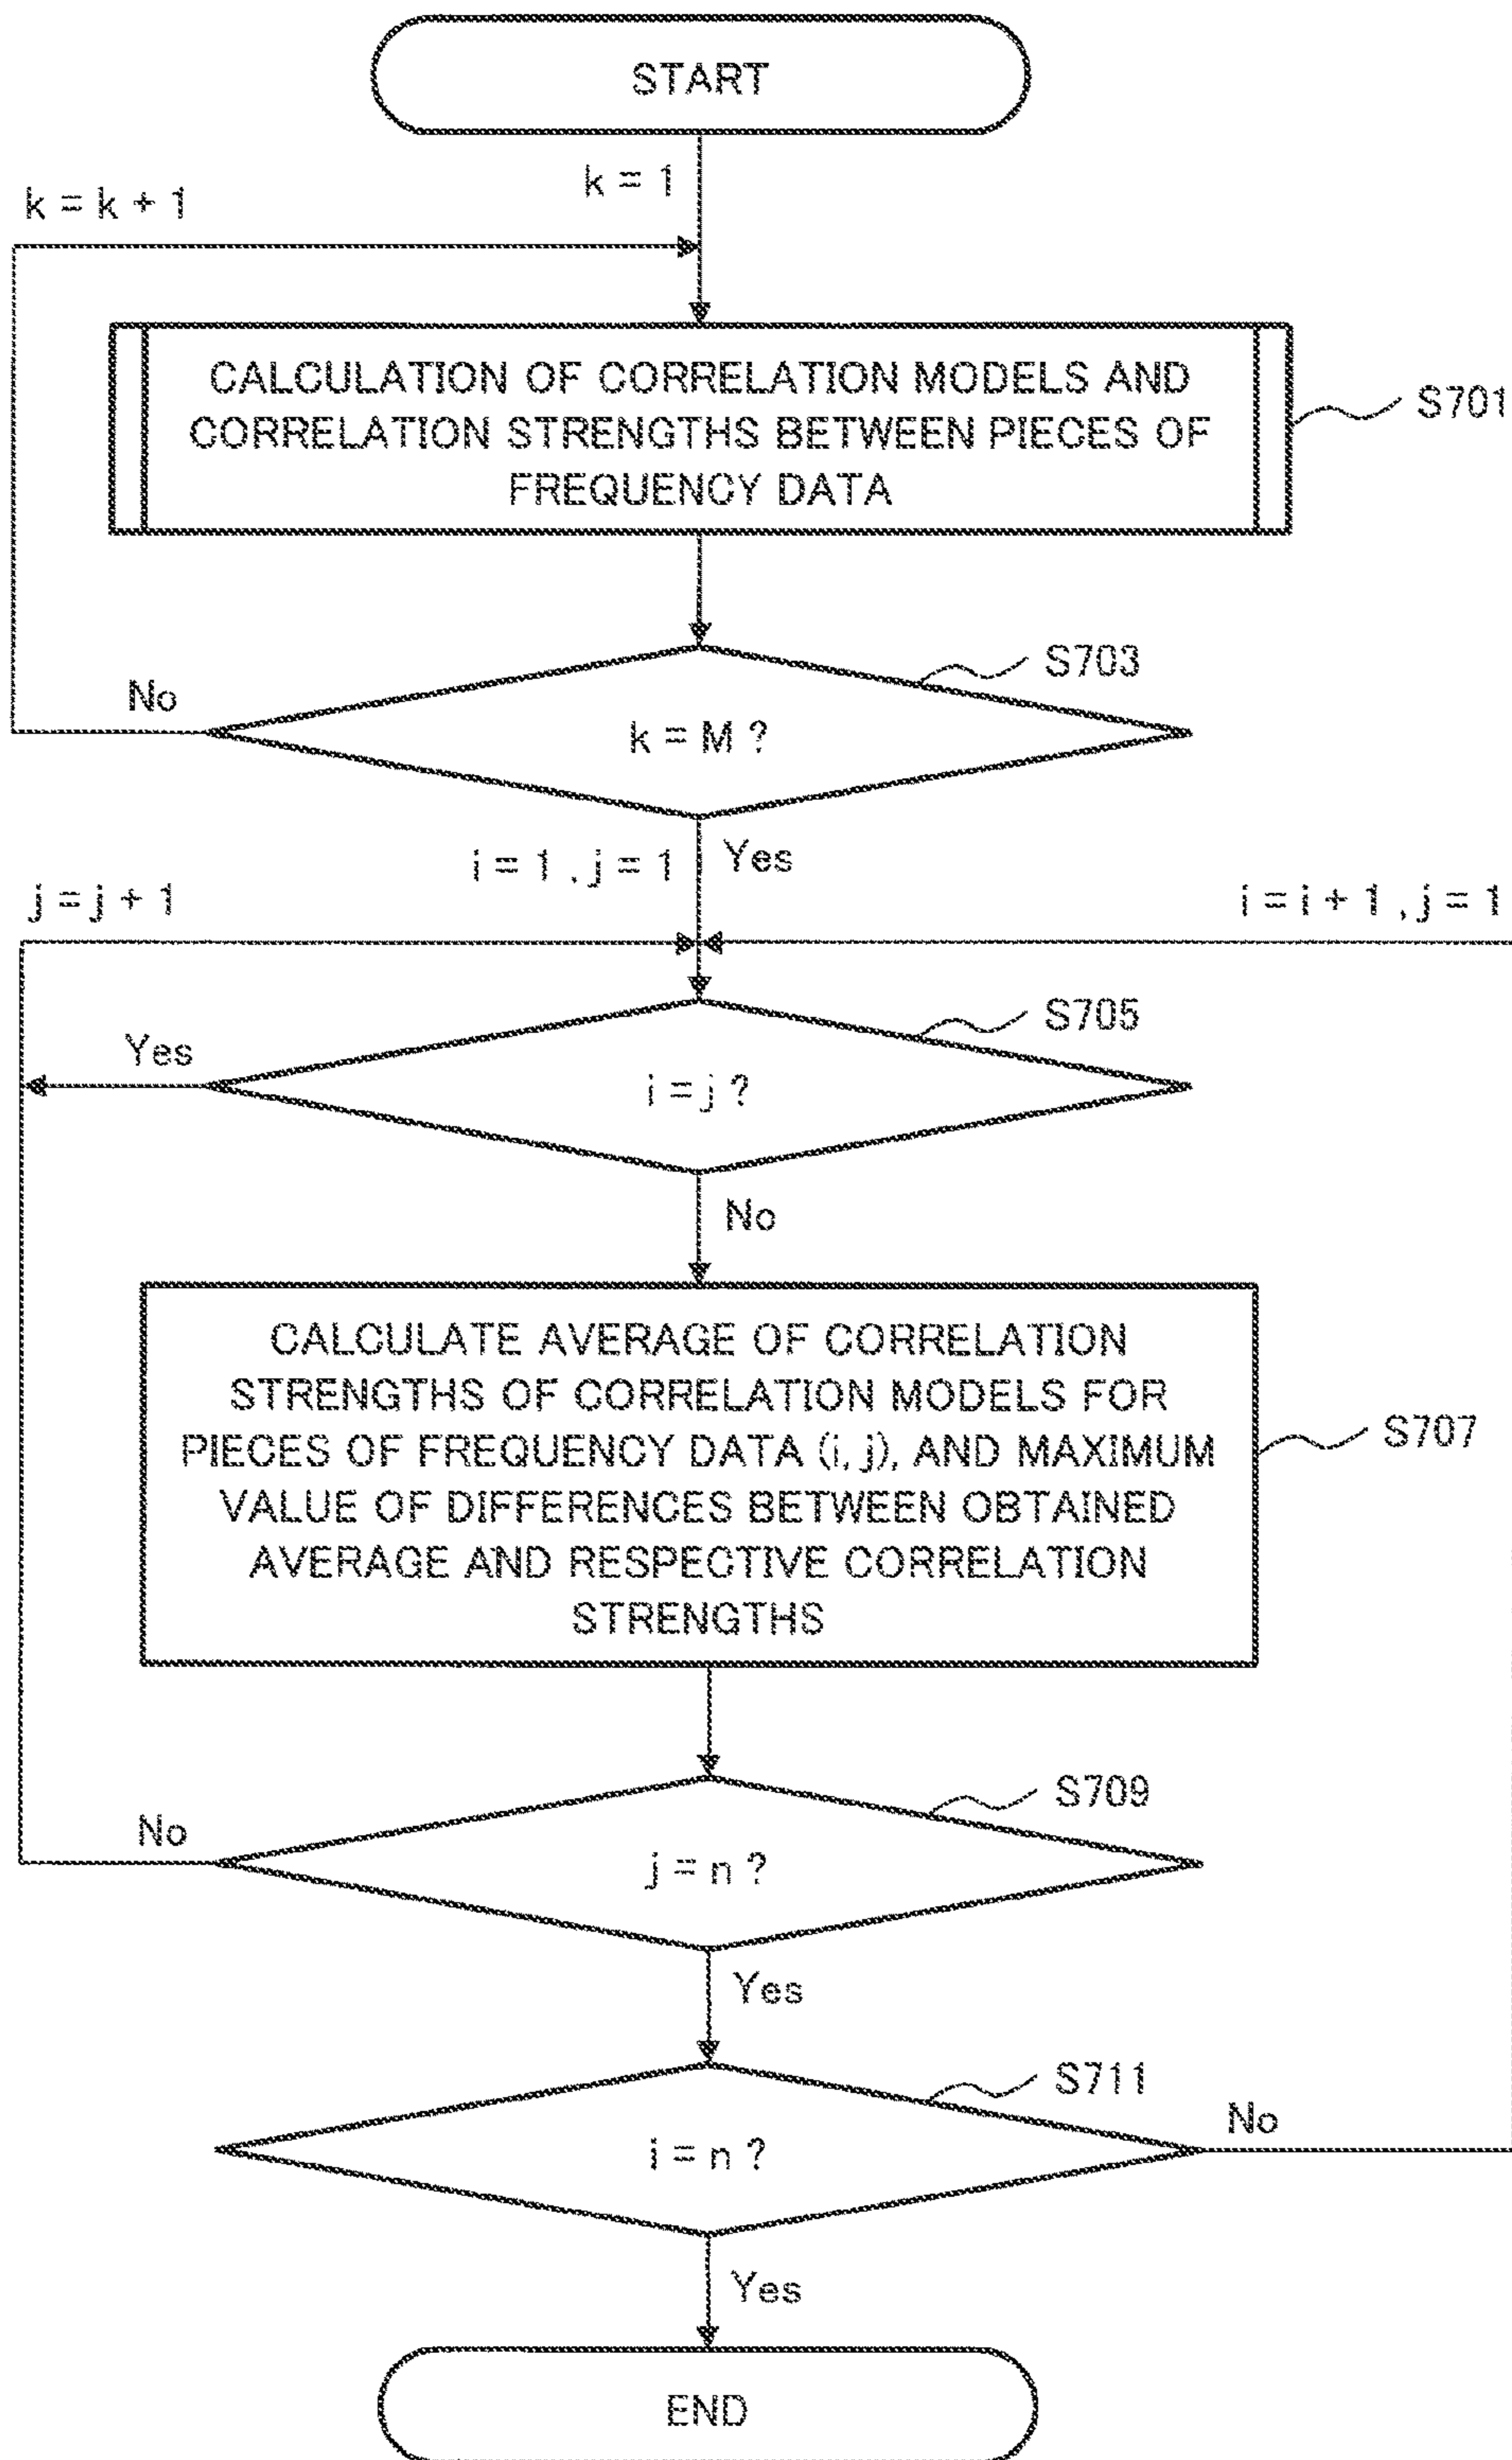 START
k = 1
k = k + 1
CALCULATION OF CORRELATION MODELS AND
CORRELATION STRENGTHS BETWEEN PIECES OF
FREQUENCY DATA
S701
S703
No
k = M ?
Yes
i = 1 , j = 1
j = j + 1
i = i + 1 , j = 1
S705
Yes
i = j ?
No
CALCULATE AVERAGE OF CORRELATION
STRENGTHS OF CORRELATION MODELS FOR
PIECES OF FREQUENCY DATA (i, j), AND MAXIMUM
VALUE OF DIFFERENCES BETWEEN OBTAINED
AVERAGE AND RESPECTIVE CORRELATION
STRENGTHS
S707
S709
No
j = n ?
Yes
S711
No
i = n ?
Yes
END